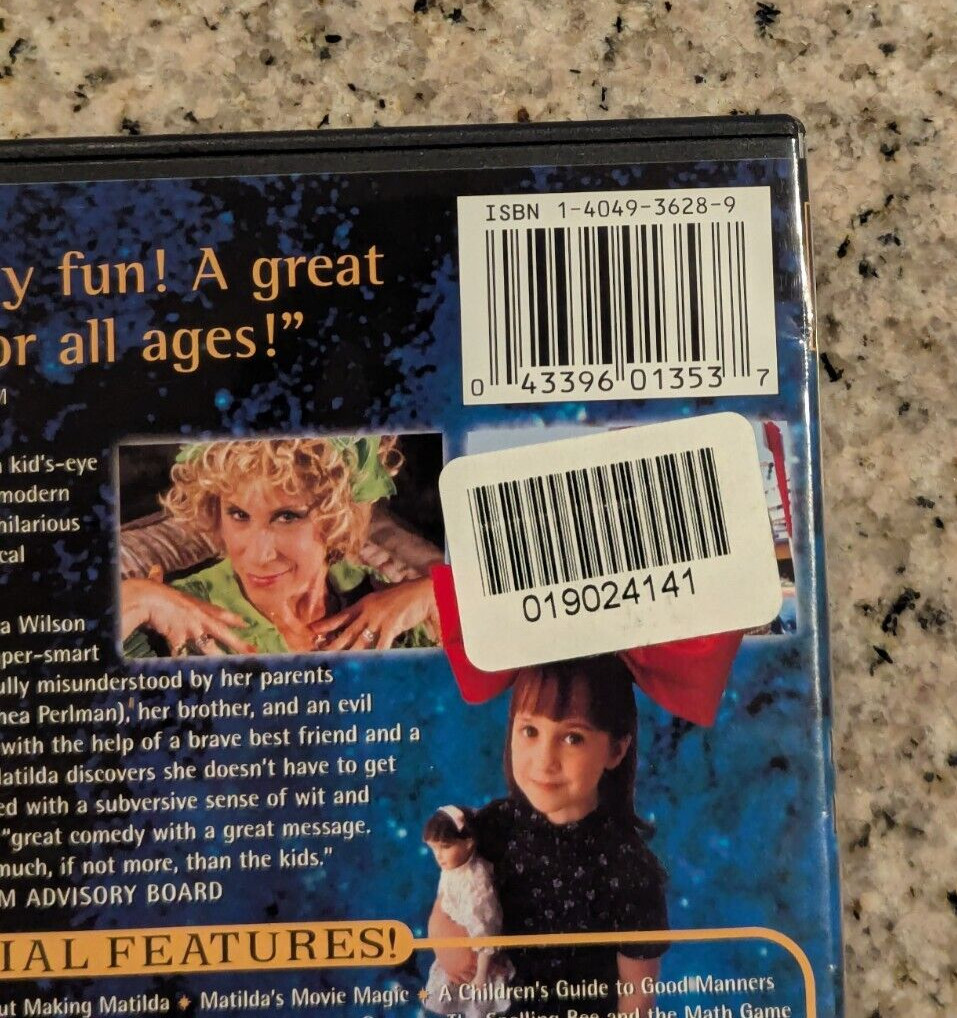 ISBN 1-4049-3628-9
y fun! A great
or all ages!”
M
0 43396 01353 7
kid's-eye
modern
hilarious
cal
019024141
a Wilson
per-smart
ully misunderstood by her parents
hea Perlman), her brother, and an evil
with the help of a brave best friend and a
atilda discovers she doesn't have to get
ed with a subversive sense of wit and
"great comedy with a great message.
much, if not more, than the kids."
M ADVISORY BOARD
IAL FEATURES!
ut Making Matilda ✦ Matilda's Movie Magic ✦ A Children's Guide to Good Manners
The Spelling Bee and the Math Game